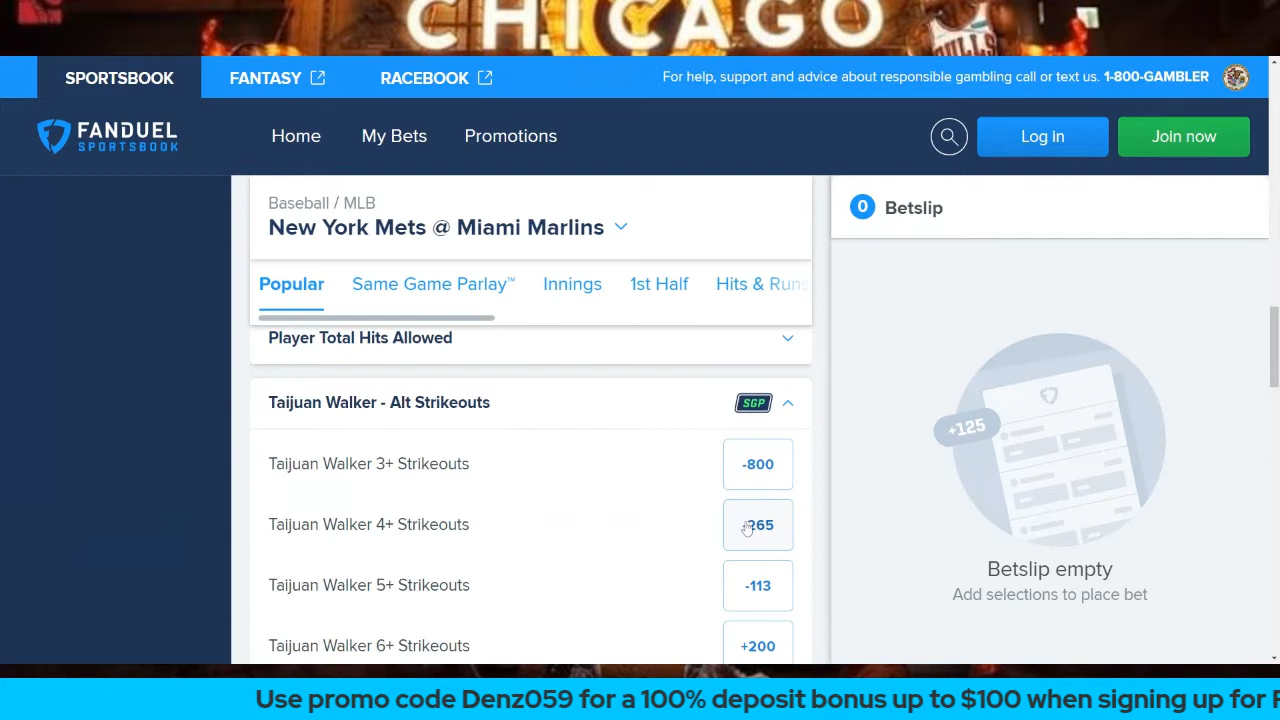 CHICAGO
BULLS
SPORTSBOOK FANTASY RACEBOOK For help, support and advice about responsible gambling call or text us. 1-800-GAMBLER
FANDUEL
SPORTSBOOK
Home My Bets Promotions Log in Join now
Baseball / MLB
New York Mets @ Miami Marlins
0 Betslip
Popular Same Game Parlay™ Innings 1st Half Hits & Runs
Player Total Hits Allowed
Taijuan Walker - Alt Strikeouts SGP
Taijuan Walker 3+ Strikeouts -800
Taijuan Walker 4+ Strikeouts 265
Taijuan Walker 5+ Strikeouts -113
Taijuan Walker 6+ Strikeouts +200
+125
Betslip empty
Add selections to place bet
Use promo code Denz059 for a 100% deposit bonus up to $100 when signing up for